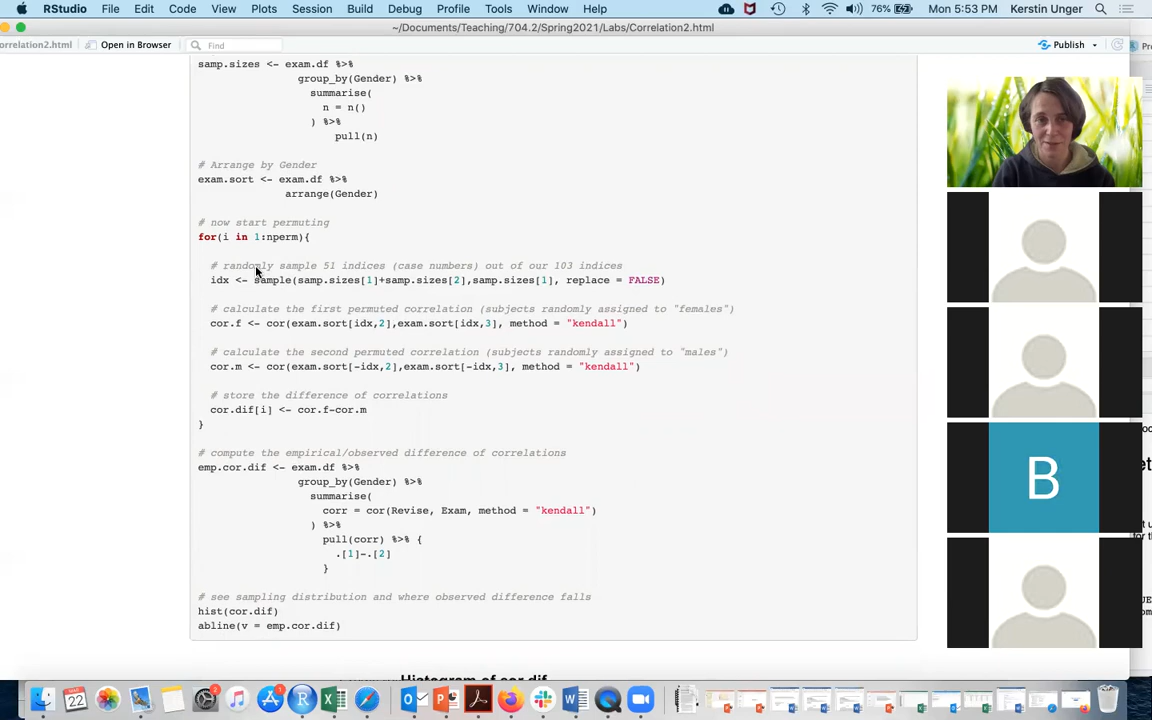 RStudio File Edit Code View Plots Session Build Debug Profile Tools Window Help 76% Mon 5:53 PM Kerstin Unger
~/Documents/Teaching/704.2/Spring2021/Labs/Correlation2.html
orrelation2.html Open in Browser Find Publish
samp.sizes <- exam.df %>%
group_by(Gender) %>%
summarise(
n = n()
) %>%
pull(n)
# Arrange by Gender
exam.sort <- exam.df %>%
arrange(Gender)
# now start permuting
for(i in 1:nperm){
# randomly sample 51 indices (case numbers) out of our 103 indices
idx <- sample(samp.sizes[1]+samp.sizes[2],samp.sizes[1], replace = FALSE)
# calculate the first permuted correlation (subjects randomly assigned to "females")
cor.f <- cor(exam.sort[idx,2],exam.sort[idx,3], method = "kendall")
# calculate the second permuted correlation (subjects randomly assigned to "males")
cor.m <- cor(exam.sort[-idx,2],exam.sort[-idx,3], method = "kendall")
# store the difference of correlations
cor.dif[i] <- cor.f-cor.m
}
# compute the empirical/observed difference of correlations
emp.cor.dif <- exam.df %>%
group_by(Gender) %>%
summarise(
corr = cor(Revise, Exam, method = "kendall")
) %>%
pull(corr) %>% {
.[1]-.[2]
}
# see sampling distribution and where observed difference falls
hist(cor.dif)
abline(v = emp.cor.dif)
Histogram of cor.dif
B
22